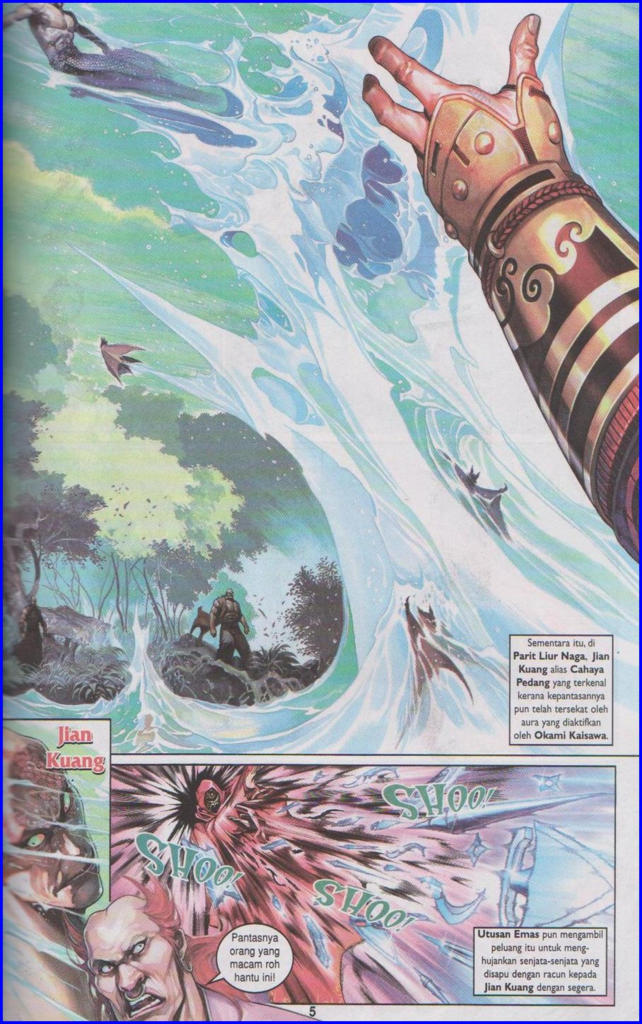 Sementara itu, di
Parit Liur Naga, Jian
Kuang alias Cahaya
Pedang yang terkenal
kerana kepantasannya
pun telah tersekat oleh
aura yang diaktifkan
oleh Okami Kaisawa.
Jian
Kuang
SHOO!
SHOO!
SHOO!
Pantasnya
orang yang
macam roh
hantu ini!
Utusan Emas pun mengambil
peluang itu untuk meng-
hujankan senjata-senjata yang
disapu dengan racun kepada
Jian Kuang dengan segera.
5